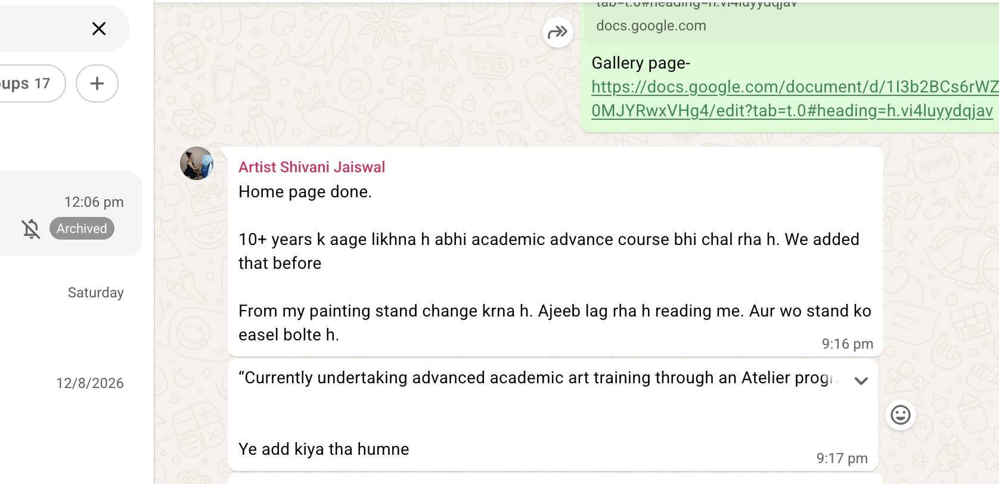 ups 17
12:06 pm
Archived
Saturday
12/8/2026
docs.google.com
Gallery page-
https://docs.google.com/document/d/1I3b2BCs6rWZ
0MJYRwxVHg4/edit?tab=t.0#heading=h.vi4luyydqjav
Artist Shivani Jaiswal
Home page done.
10+ years k aage likhna h abhi academic advance course bhi chal rha h. We added
that before
From my painting stand change krna h. Ajeeb lag rha h reading me. Aur wo stand ko
easel bolte h.
9:16 pm
“Currently undertaking advanced academic art training through an Atelier
Ye add kiya tha humne
9:17 pm